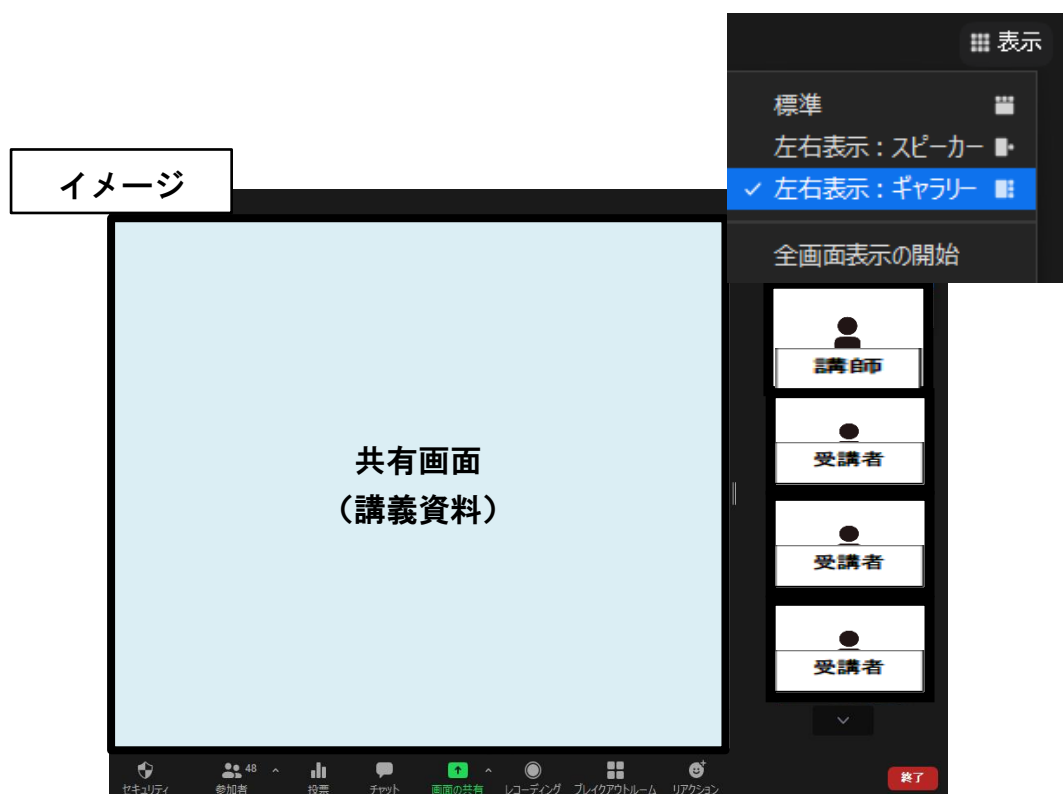 表示
標準
左右表示：スピーカー
左右表示：ギャラリー
全画面表示の開始
イメージ
共有画面
（講義資料）
講師
受講者
受講者
受講者
48
セキュリティ
参加者
投票
チャット
画面の共有
レコーディング
ブレイクアウトルーム
リアクション
終了